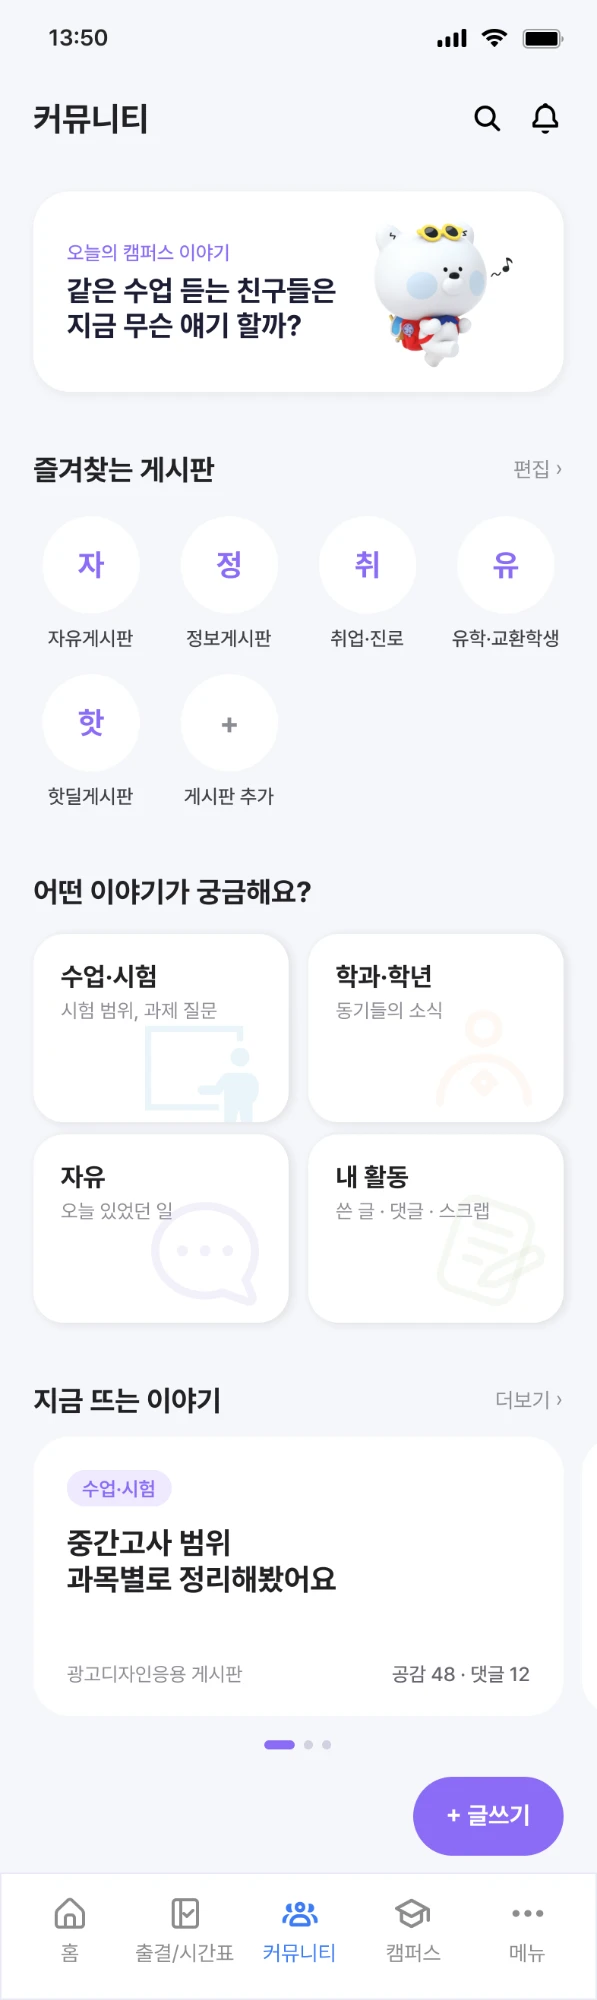 13:50
커뮤니티
오늘의 캠퍼스 이야기
같은 수업 듣는 친구들은
지금 무슨 얘기 할까?
즐겨찾는 게시판
편집 ›
자 정 취 유
자유게시판 정보게시판 취업·진로 유학·교환학생
핫 +
핫딜게시판 게시판 추가
어떤 이야기가 궁금해요?
수업·시험
시험 범위, 과제 질문
학과·학년
동기들의 소식
자유
오늘 있었던 일
내 활동
쓴 글 · 댓글 · 스크랩
지금 뜨는 이야기
더보기 ›
수업·시험
중간고사 범위
과목별로 정리해봤어요
광고디자인응용 게시판
공감 48 · 댓글 12
+ 글쓰기
홈 출결/시간표 커뮤니티 캠퍼스 메뉴